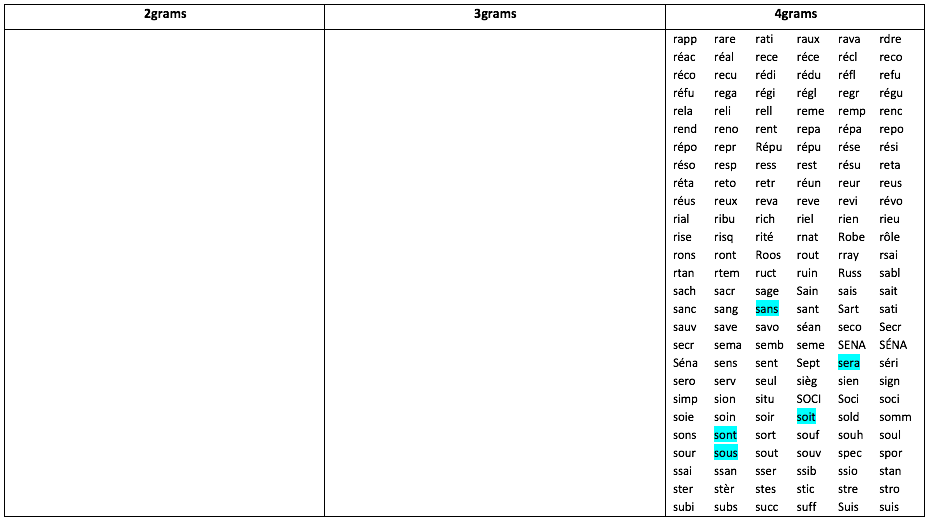 2grams 3grams 4grams
rapp rare rati raux rava rdre
réac réal rece réce récl reco
réco recu rédi rédu réfl refu
réfu rega régi régl regr régu
rela reli rell reme remp renc
rend reno rent repa répa repo
répo repr Répu répu rése rési
réso resp ress rest résu reta
réta reto retr réun reur reus
réus reux reva reve revi révo
rial ribu rich riel rien rieu
rise risq rité rnat Robe rôle
rons ront Roos rout rray rsai
rtan rtem ruct ruin Russ sabl
sach sacr sage Sain sais sait
sanc sang sans sant Sart sati
sauv save savo séan seco Secr
secr sema semb seme SENA SÉNA
Séna sens sent Sept sera séri
sero serv seul sièg sien sign
simp sion situ SOCI Soci soci
soie soin soir soit sold somm
sons sont sort souf souh soul
sour sous sout souv spec spor
ssai ssan sser ssib ssio stan
ster stèr stes stic stre stro
subi subs succ suff Suis suis